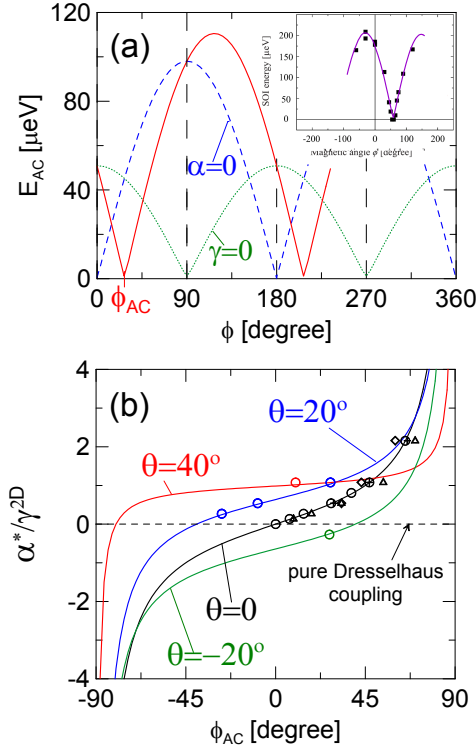 (a)
E_AC [μeV]
120
80
40
0
α=0
γ=0
0
90
180
270
360
ϕ_AC
ϕ [degree]
SOI energy [μeV]
200
150
100
50
0
-200
-100
0
100
200
Magnetic angle ϕ [degree]
(b)
α*/γ^2D
4
2
0
-2
-4
θ=20°
θ=40°
θ=0
θ=−20°
pure Dresselhaus
coupling
-90
-45
0
45
90
ϕ_AC [degree]